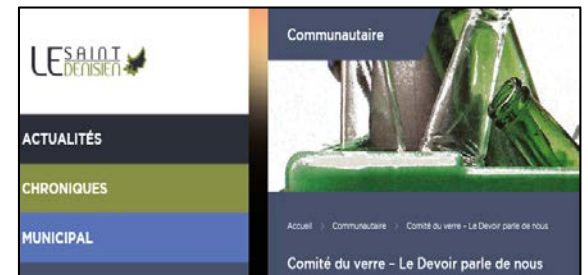 LE SAINT
DENISIEN
ACTUALITÉS
CHRONIQUES
MUNICIPAL
Communautaire
Accueil > Communautaire > Comité du verre – Le Devoir parle de nous
Comité du verre – Le Devoir parle de nous